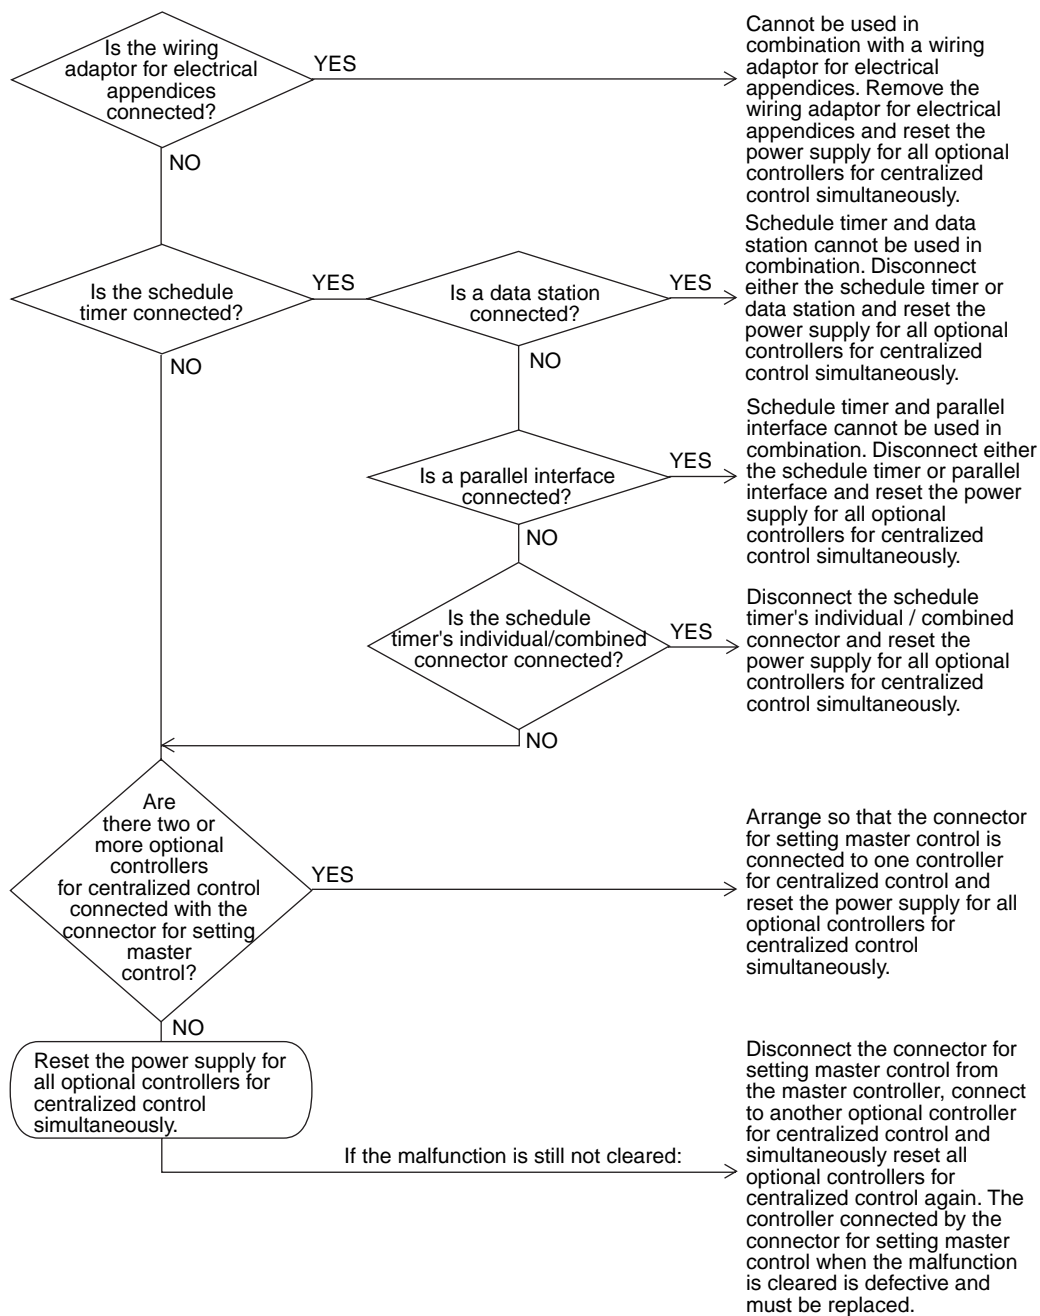 Is the wiring
adaptor for electrical
appendices
connected?
YES
Cannot be used in
combination with a wiring
adaptor for electrical
appendices. Remove the
wiring adaptor for electrical
appendices and reset the
power supply for all optional
controllers for centralized
control simultaneously.
NO
Is the schedule
timer connected?
YES
Is a data station
connected?
YES
Schedule timer and data
station cannot be used in
combination. Disconnect
either the schedule timer or
data station and reset the
power supply for all optional
controllers for centralized
control simultaneously.
NO
NO
Is a parallel interface
connected?
YES
Schedule timer and parallel
interface cannot be used in
combination. Disconnect either
the schedule timer or parallel
interface and reset the power
supply for all optional
controllers for centralized
control simultaneously.
NO
Is the schedule
timer's individual/combined
connector connected?
YES
Disconnect the schedule
timer's individual / combined
connector and reset the
power supply for all optional
controllers for centralized
control simultaneously.
NO
Are
there two or
more optional
controllers
for centralized control
connected with the
connector for setting
master
control?
YES
Arrange so that the connector
for setting master control is
connected to one controller
for centralized control and
reset the power supply for all
optional controllers for
centralized control
simultaneously.
NO
Reset the power supply for
all optional controllers for
centralized control
simultaneously.
If the malfunction is still not cleared:
Disconnect the connector for
setting master control from
the master controller, connect
to another optional controller
for centralized control and
simultaneously reset all
optional controllers for
centralized control again. The
controller connected by the
connector for setting master
control when the malfunction
is cleared is defective and
must be replaced.